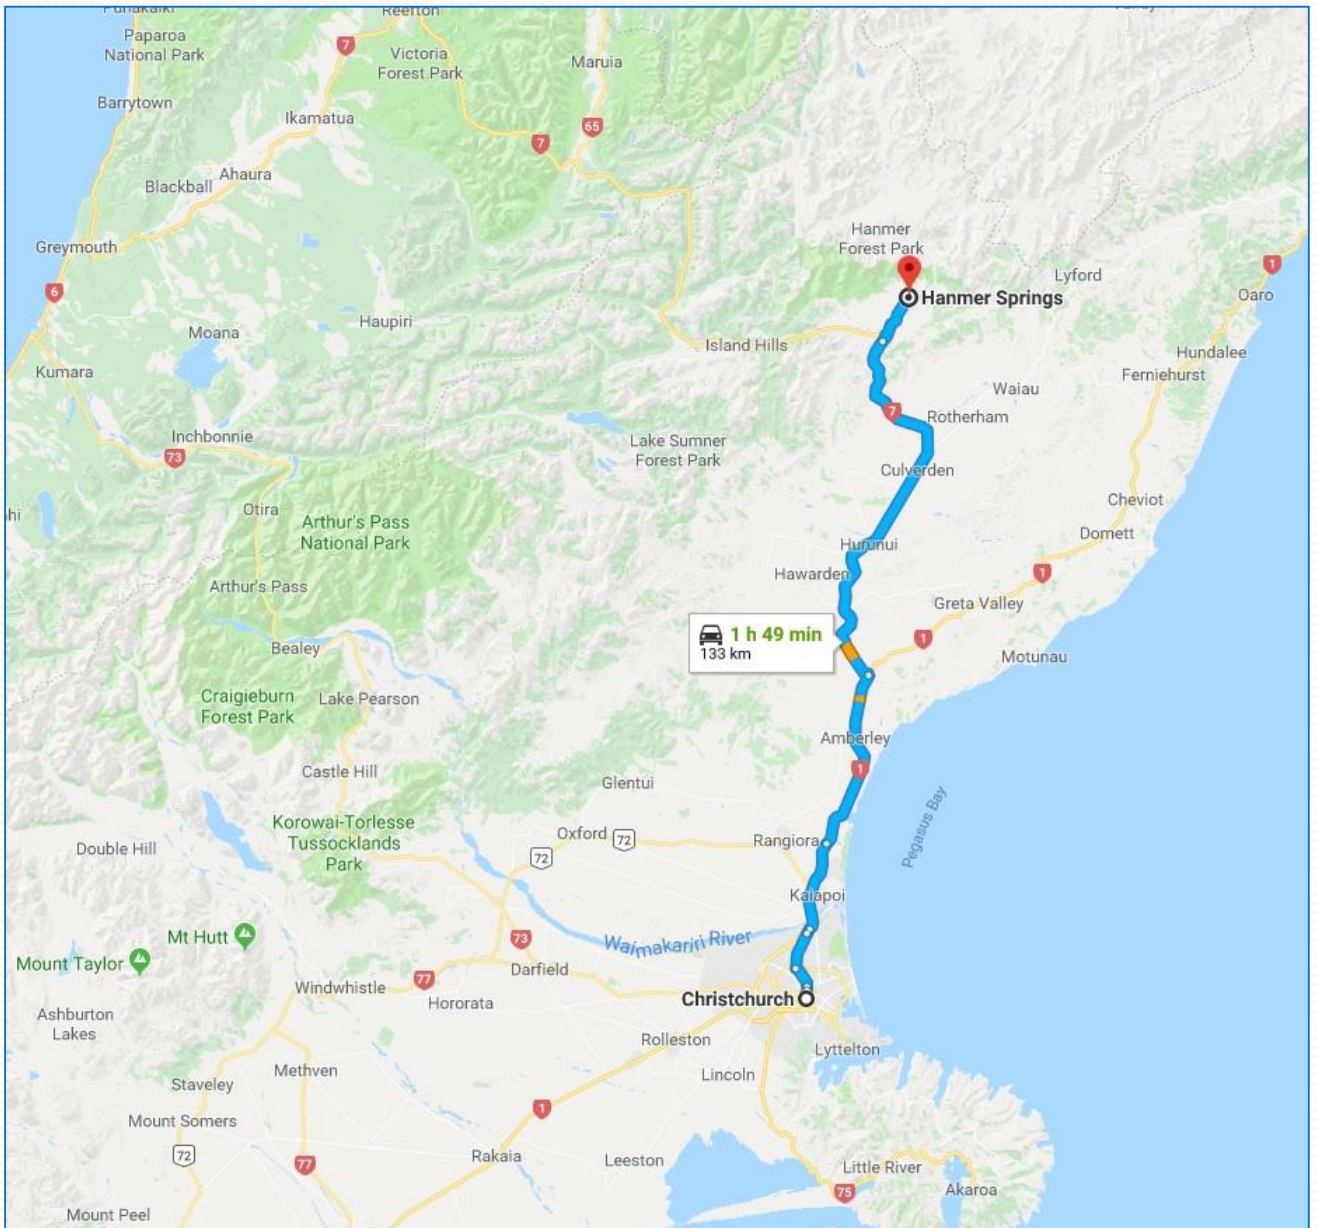 Punakaiki
Reefton
Paparoa
National Park
7
Victoria
Forest Park
Maruia
Barrytown
Ikamatua
65
7
Ahaura
Blackball
Hanmer
Forest Park
Greymouth
1
Lyford
6
Hanmer Springs
Oaro
Haupiri
Moana
Island Hills
Hundalee
Kumara
Ferniehurst
Waiau
7
Rotherham
Inchbonnie
Lake Sumner
Forest Park
73
Culverden
Cheviot
Otira
Arthur's Pass
National Park
Domett
Hurunui
Hawarden
1
Arthur's Pass
Greta Valley
1 h 49 min
133 km
1
Bealey
Motunau
Craigieburn
Forest Park
Lake Pearson
Amberley
Castle Hill
1
Glentui
Pegasus Bay
Korowai-Torlesse
Tussocklands
Park
Oxford
72
Rangiora
Double Hill
72
Kaiapoi
Mt Hutt
73
Waimakariri River
Mount Taylor
Darfield
77
Windwhistle
Hororata
Christchurch
Ashburton
Lakes
Rolleston
Lyttelton
Methven
Lincoln
Staveley
1
Mount Somers
72
Rakaia
Leeston
77
Little River
75
Akaroa
Mount Peel